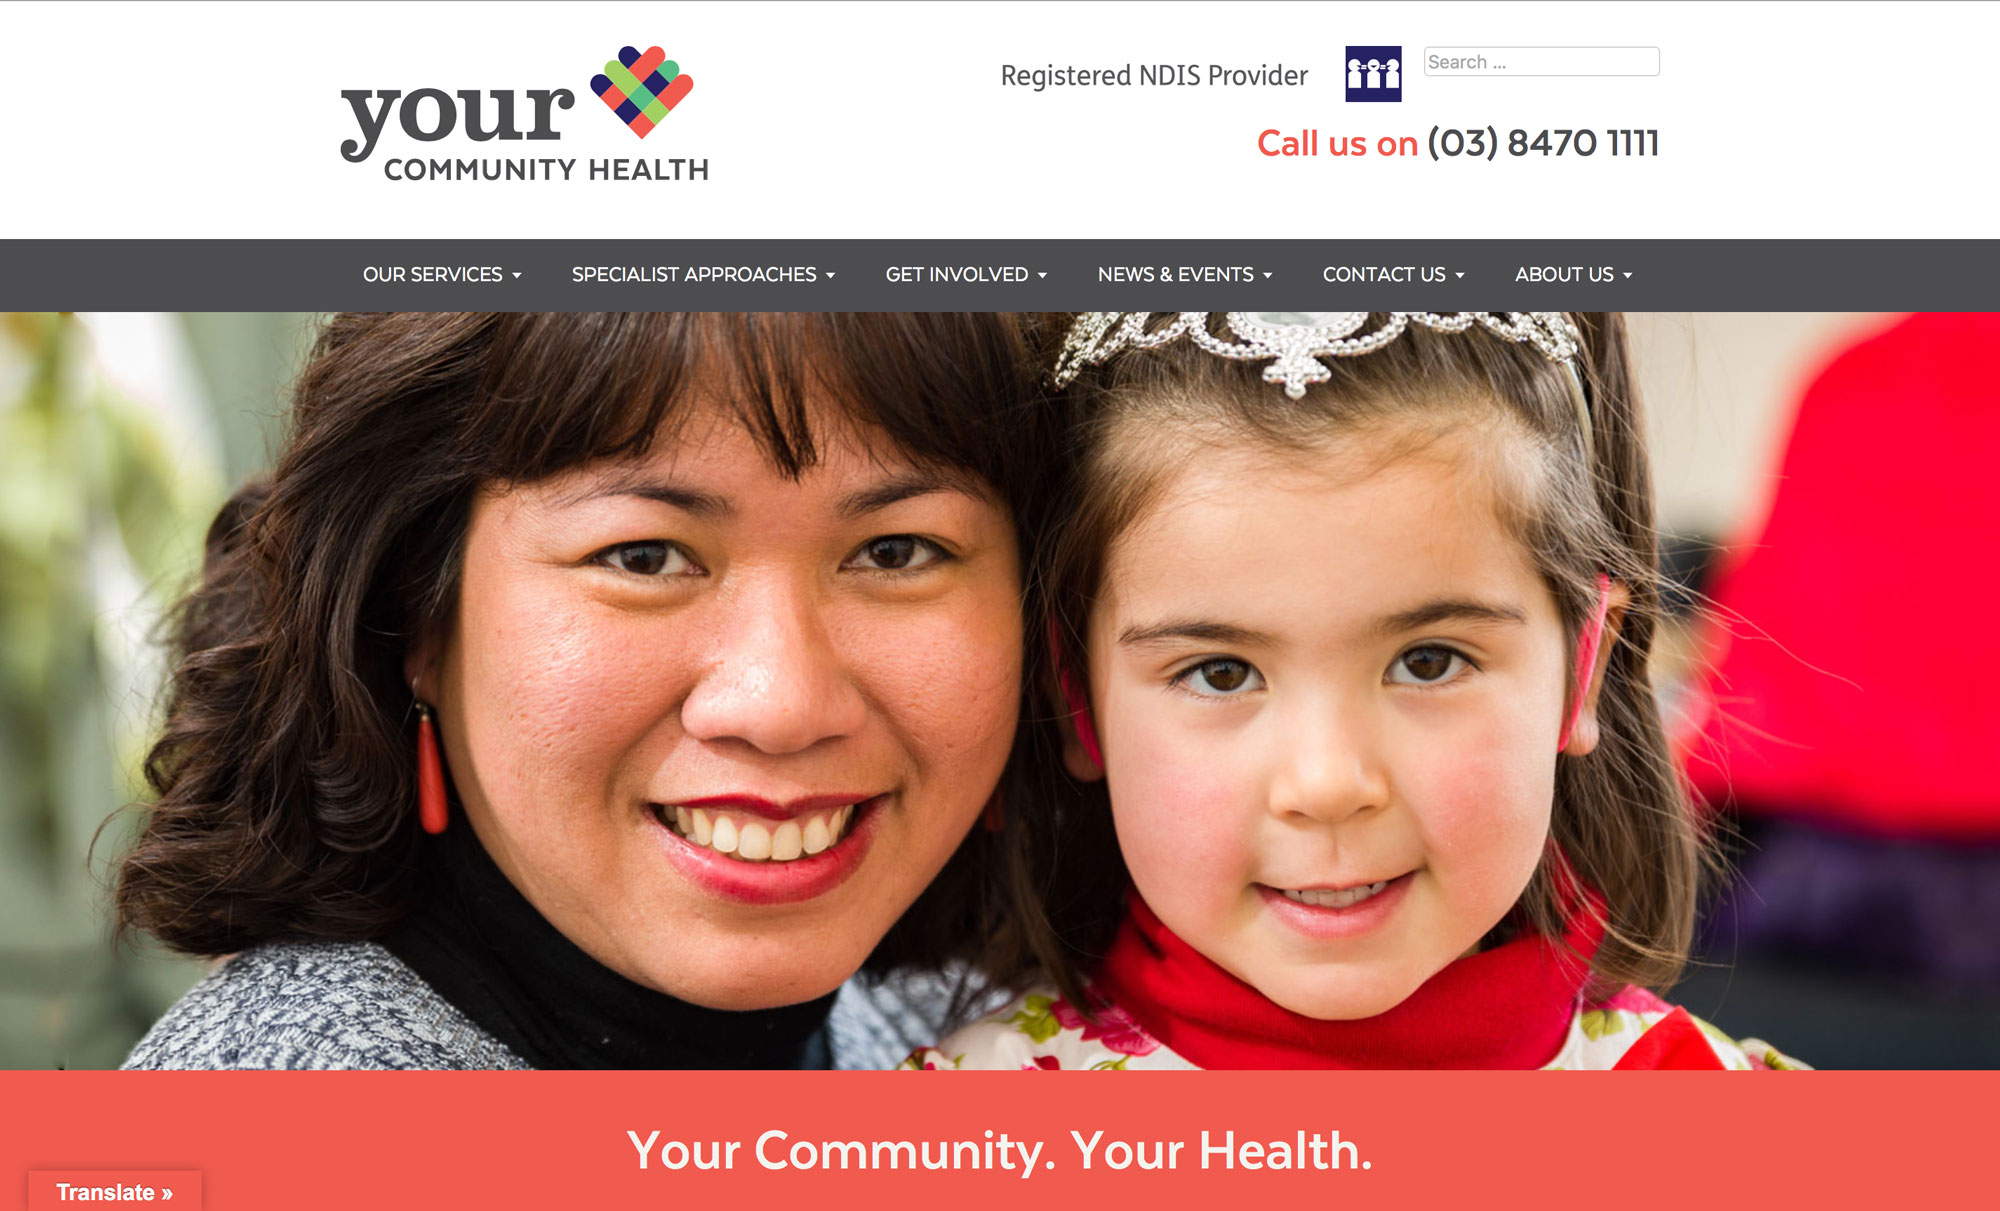 your
COMMUNITY HEALTH
Registered NDIS Provider
Search ...
Call us on (03) 8470 1111
OUR SERVICES
SPECIALIST APPROACHES
GET INVOLVED
NEWS & EVENTS
CONTACT US
ABOUT US
Your Community. Your Health.
Translate »